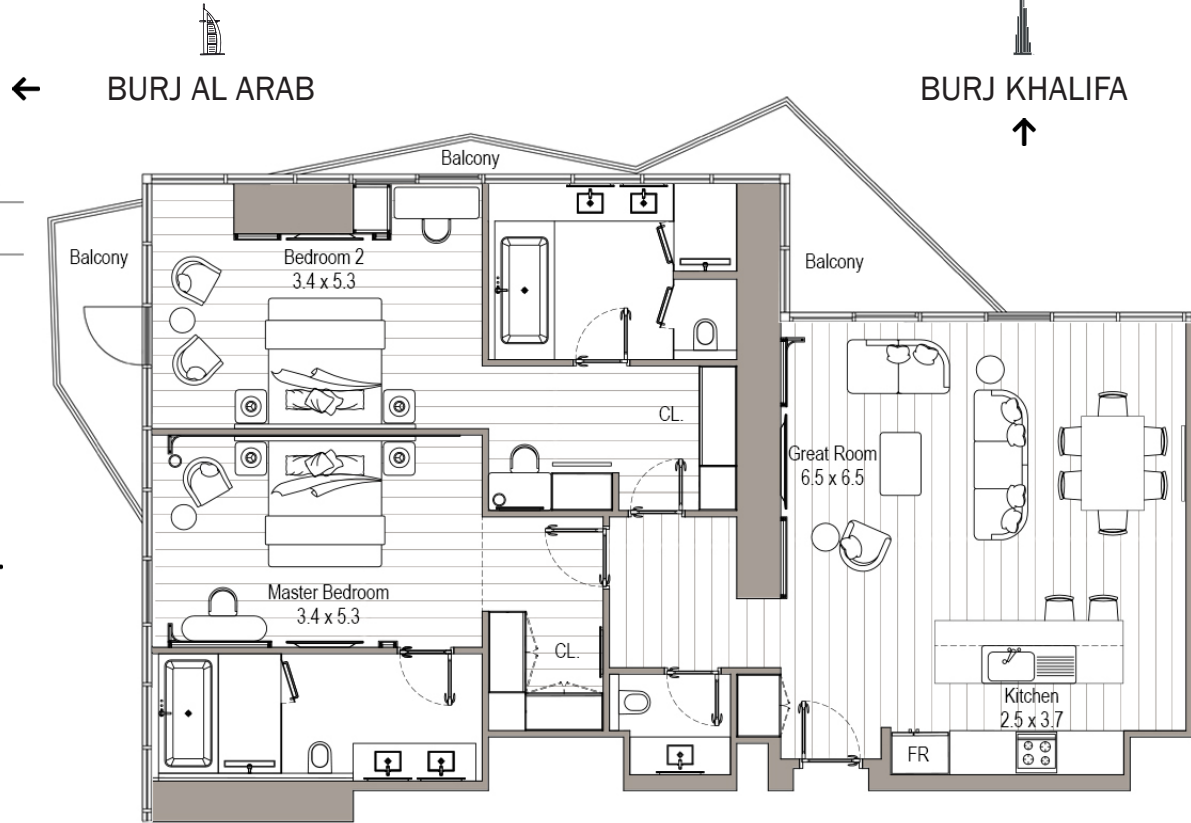 BURJ AL ARAB
BURJ KHALIFA
Balcony
Balcony
Balcony
Bedroom 2
3.4 x 5.3
CL.
Great Room
6.5 x 6.5
Master Bedroom
3.4 x 5.3
CL.
Kitchen
2.5 x 3.7
FR